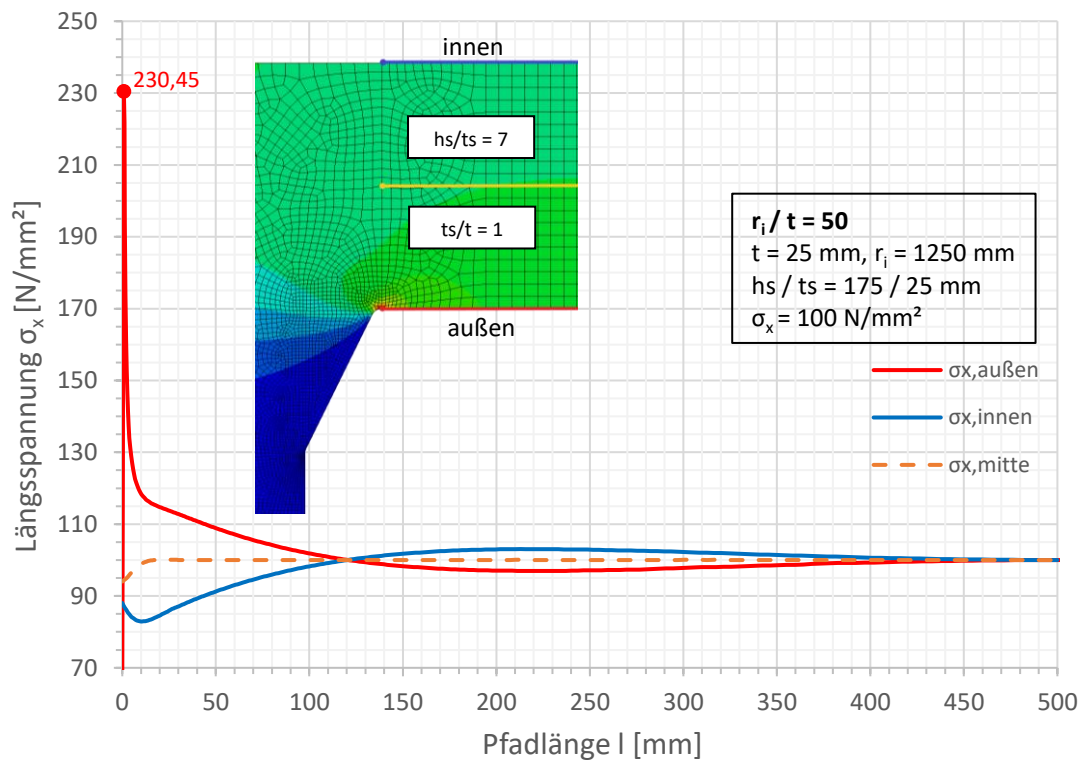 250
230
210
190
170
150
130
110
90
70
Längsspannung σx [N/mm²]
230,45
innen
hs/ts = 7
ts/t = 1
außen
ri / t = 50
t = 25 mm, ri = 1250 mm
hs / ts = 175 / 25 mm
σx = 100 N/mm²
σx,außen
σx,innen
σx,mitte
0 50 100 150 200 250 300 350 400 450 500
Pfadlänge l [mm]